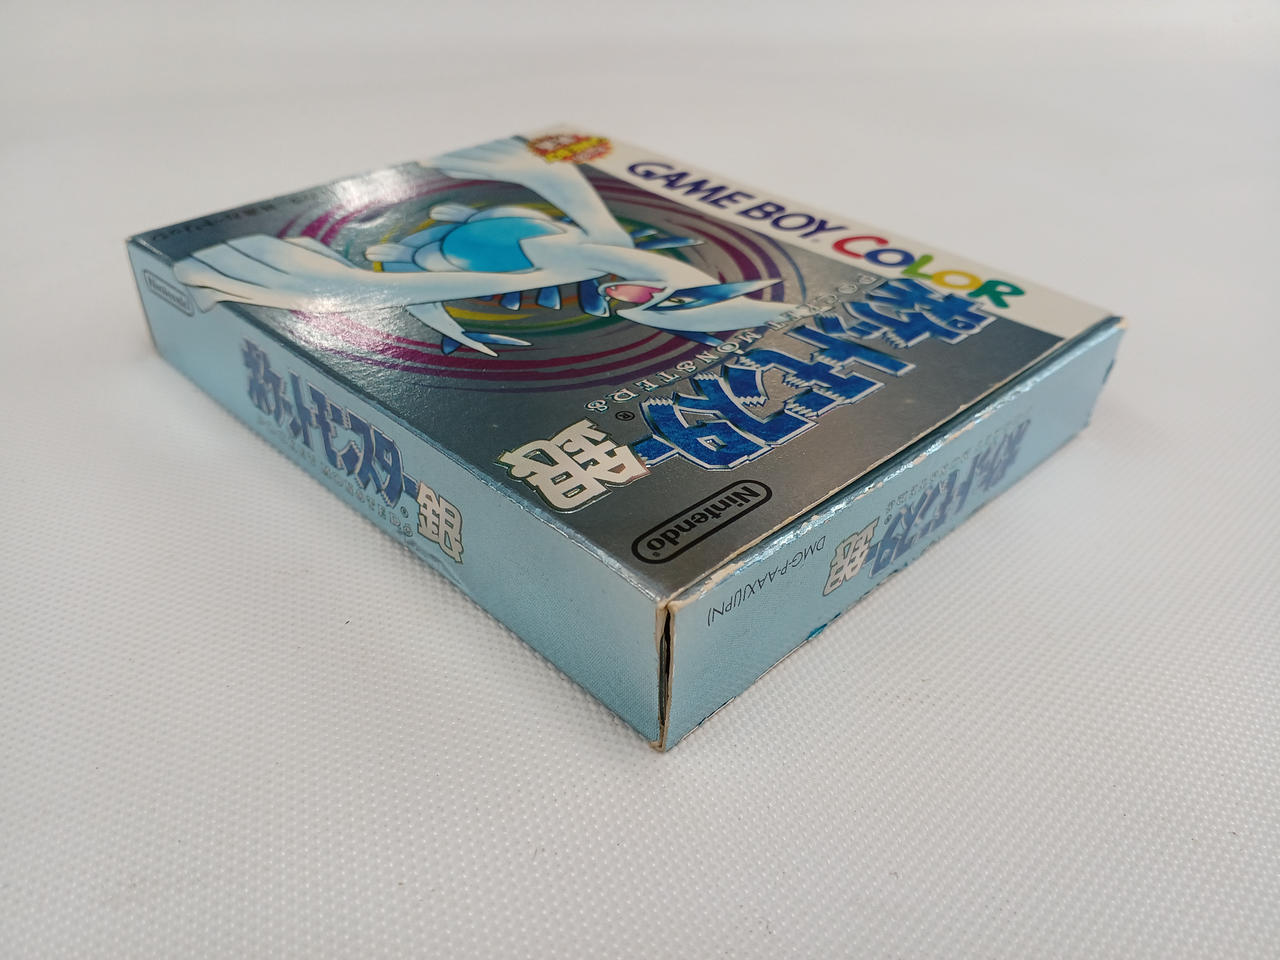 GAME BOY COLOR
ポケットモンスター
POCKET MONSTERS
®
銀
Nintendo®
Nintendo
ポケットモンスター銀
POCKET MONSTERS
ポケットモンスター銀
DMG-P-AAXJ(JPN)